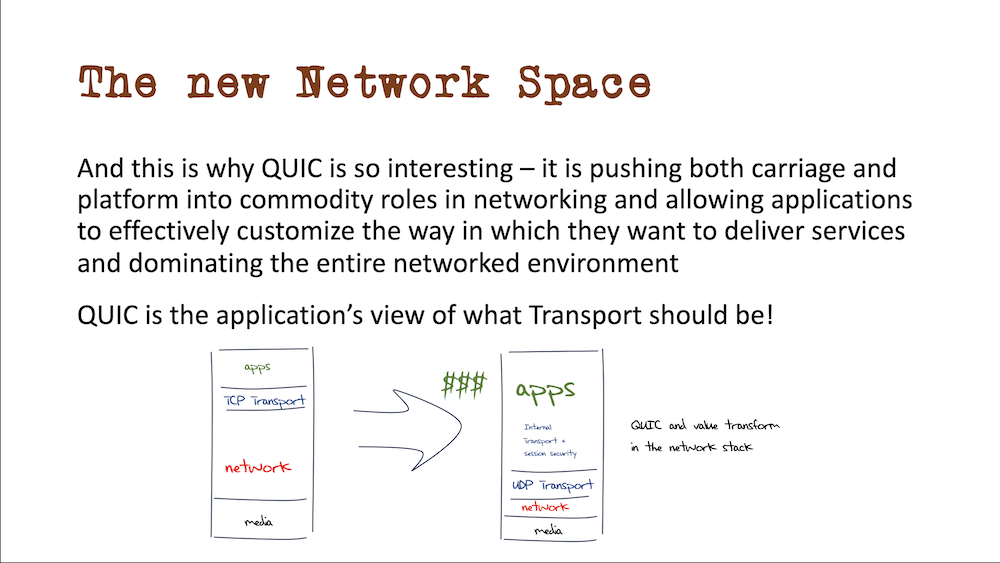 The new Network Space
And this is why QUIC is so interesting – it is pushing both carriage and
platform into commodity roles in networking and allowing applications
to effectively customize the way in which they want to deliver services
and dominating the entire networked environment
QUIC is the application’s view of what Transport should be!
apps
TCP Transport
network
media
$$$
apps
Internal
Transport +
session security
UDP Transport
network
media
QUIC and value transform
in the network stack